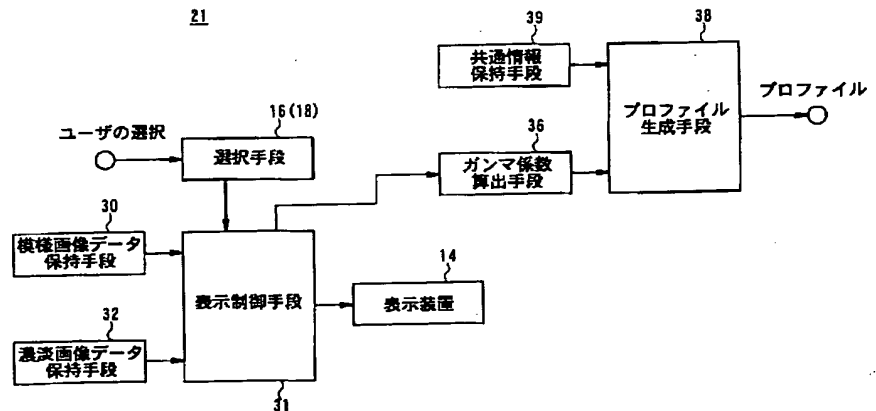 21
39
38
共通情報
保持手段
プロファイル
生成手段
プロファイル
16(18)
ユーザの選択
選択手段
36
ガンマ係数
算出手段
30
模様画像データ
保持手段
表示制御手段
14
表示装置
32
濃淡画像データ
保持手段
31